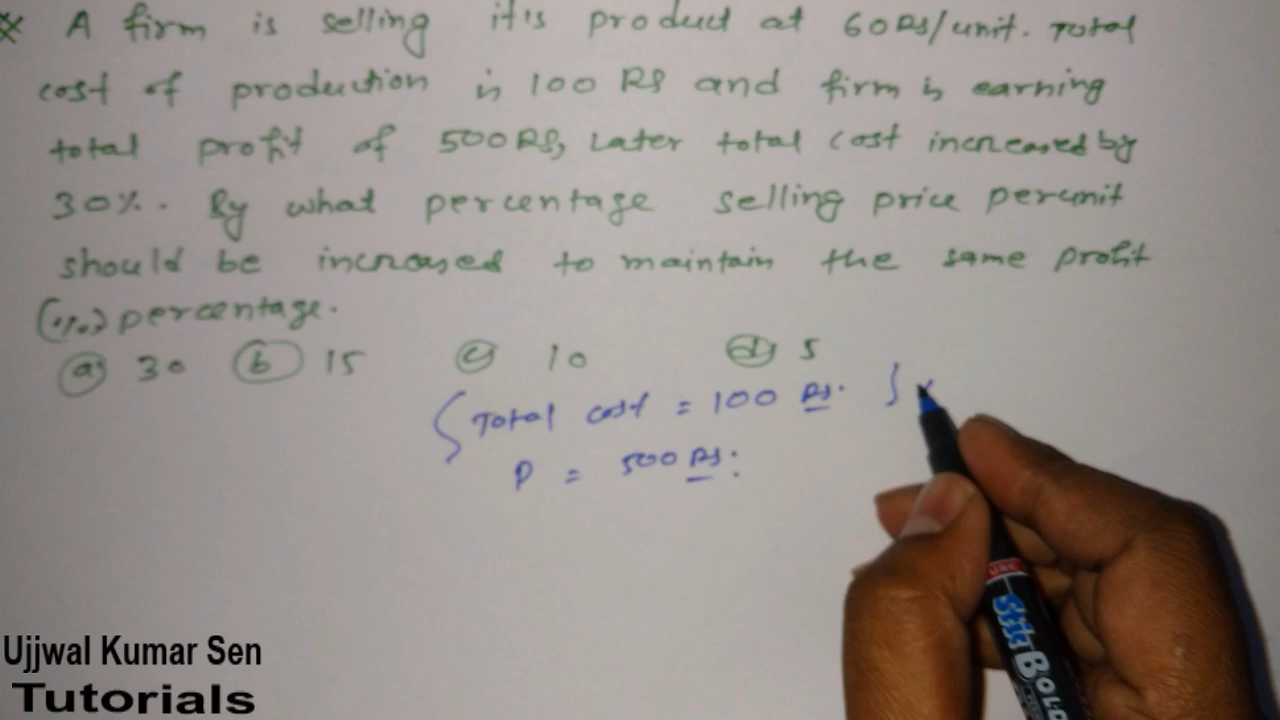 ※ A firm is selling it's product at 60Rs/unit. Total
cost of production is 100 Rs and firm is earning
total profit of 500Rs, Later total cost increased by
30%. By what percentage selling price perunit
should be increased to maintain the same profit
(%) percentage.
(a) 30 (b) 15 (c) 10 (d) 5
Total cost = 100 Rs.
P = 500 Rs.
Ujjwal Kumar Sen
Tutorials
Stic BOLD